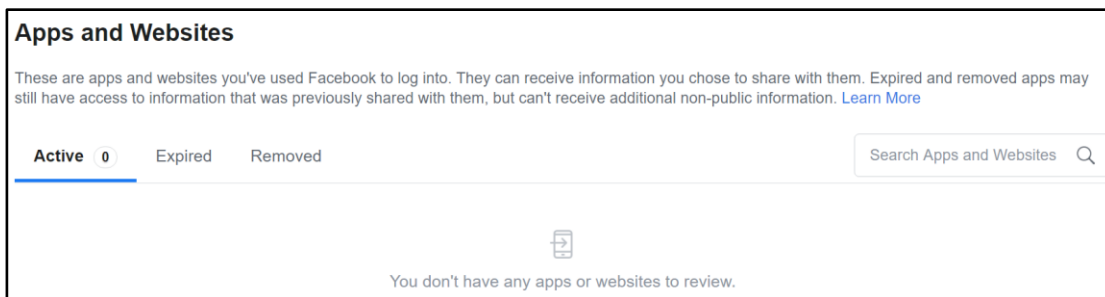 Apps and Websites
These are apps and websites you've used Facebook to log into. They can receive information you chose to share with them. Expired and removed apps may
still have access to information that was previously shared with them, but can't receive additional non-public information. Learn More
Active 0 Expired Removed Search Apps and Websites
You don't have any apps or websites to review.